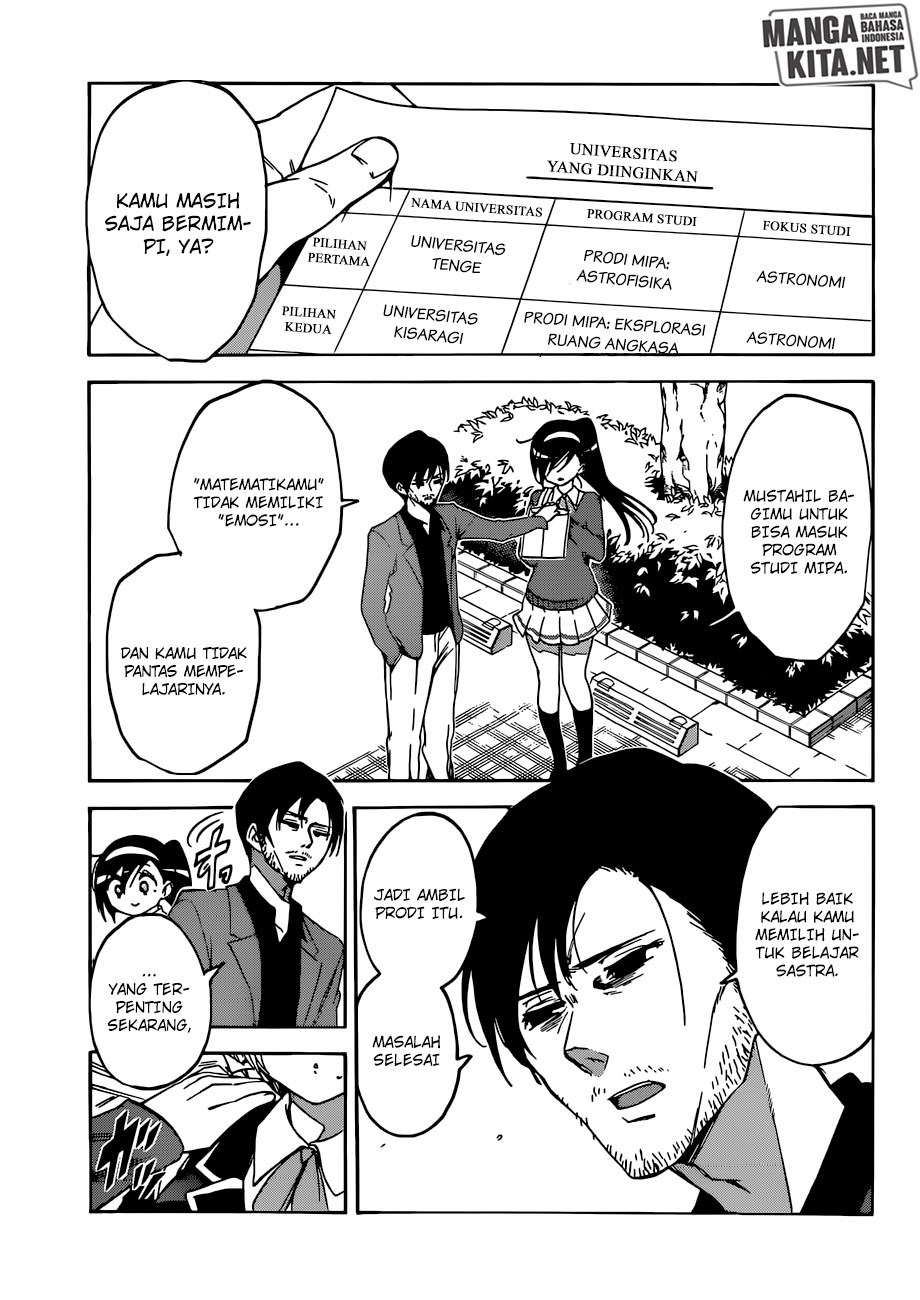 MANGA
BACA MANGA
BAHASA
INDONESIA
KITA.NET
UNIVERSITAS
YANG DIINGINKAN
NAMA UNIVERSITAS
PROGRAM STUDI
FOKUS STUDI
PILIHAN
PERTAMA
UNIVERSITAS
TENGE
PRODI MIPA:
ASTROFISIKA
ASTRONOMI
PILIHAN
KEDUA
UNIVERSITAS
KISARAGI
PRODI MIPA: EKSPLORASI
RUANG ANGKASA
ASTRONOMI
KAMU MASIH
SAJA BERMIM-
PI, YA?
MUSTAHIL BA-
GIMU UNTUK
BISA MASUK
PROGRAM
STUDI MIPA.
"MATEMATIKAMU"
TIDAK MEMILIKI
"EMOSI"...
DAN KAMU TIDAK
PANTAS MEMPE-
LAJARINYA.
LEBIH BAIK
KALAU KAMU
MEMILIH UN-
TUK BELAJAR
SASTRA.
JADI AMBIL
PRODI ITU.
MASALAH
SELESAI
...
YANG TER-
PENTING
SEKARANG,
ガバッ